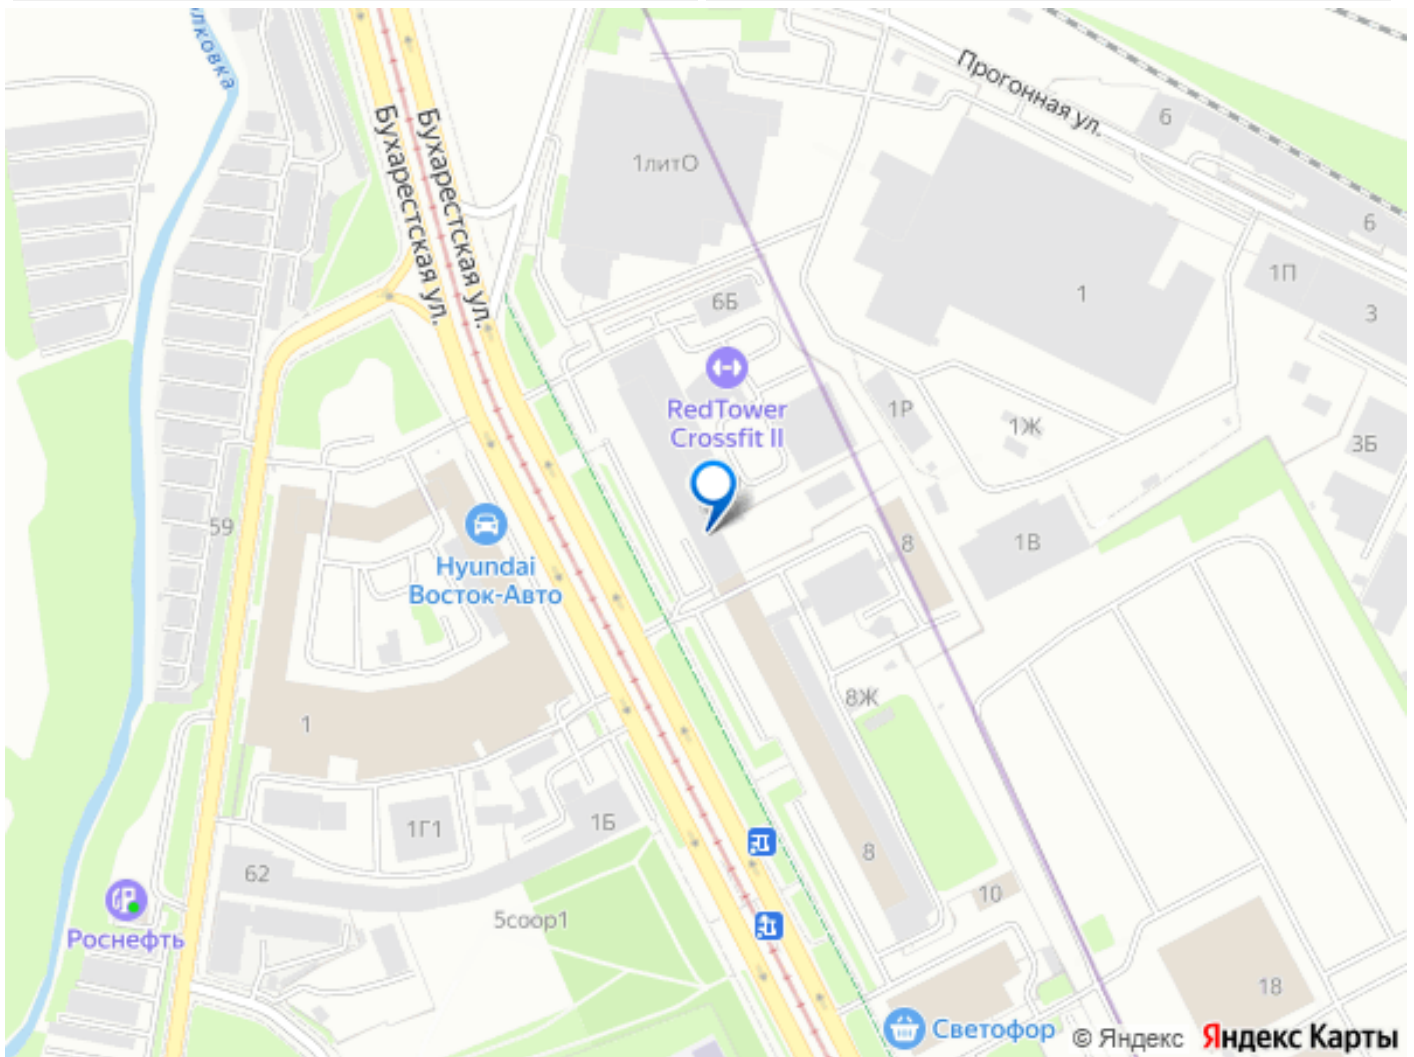 лковка
Бухарестская ул.
Бухарестская ул.
Прогонная ул.
6
1литО
6
1П
1
3
6Б
RedTower
Crossfit II
1Р
1Ж
3Б
59
Hyundai
Восток-Авто
8
1В
8Ж
1
1Г1
1Б
8
62
10
5соор1
Роснефть
18
Светофор
© Яндекс Яндекс Карты